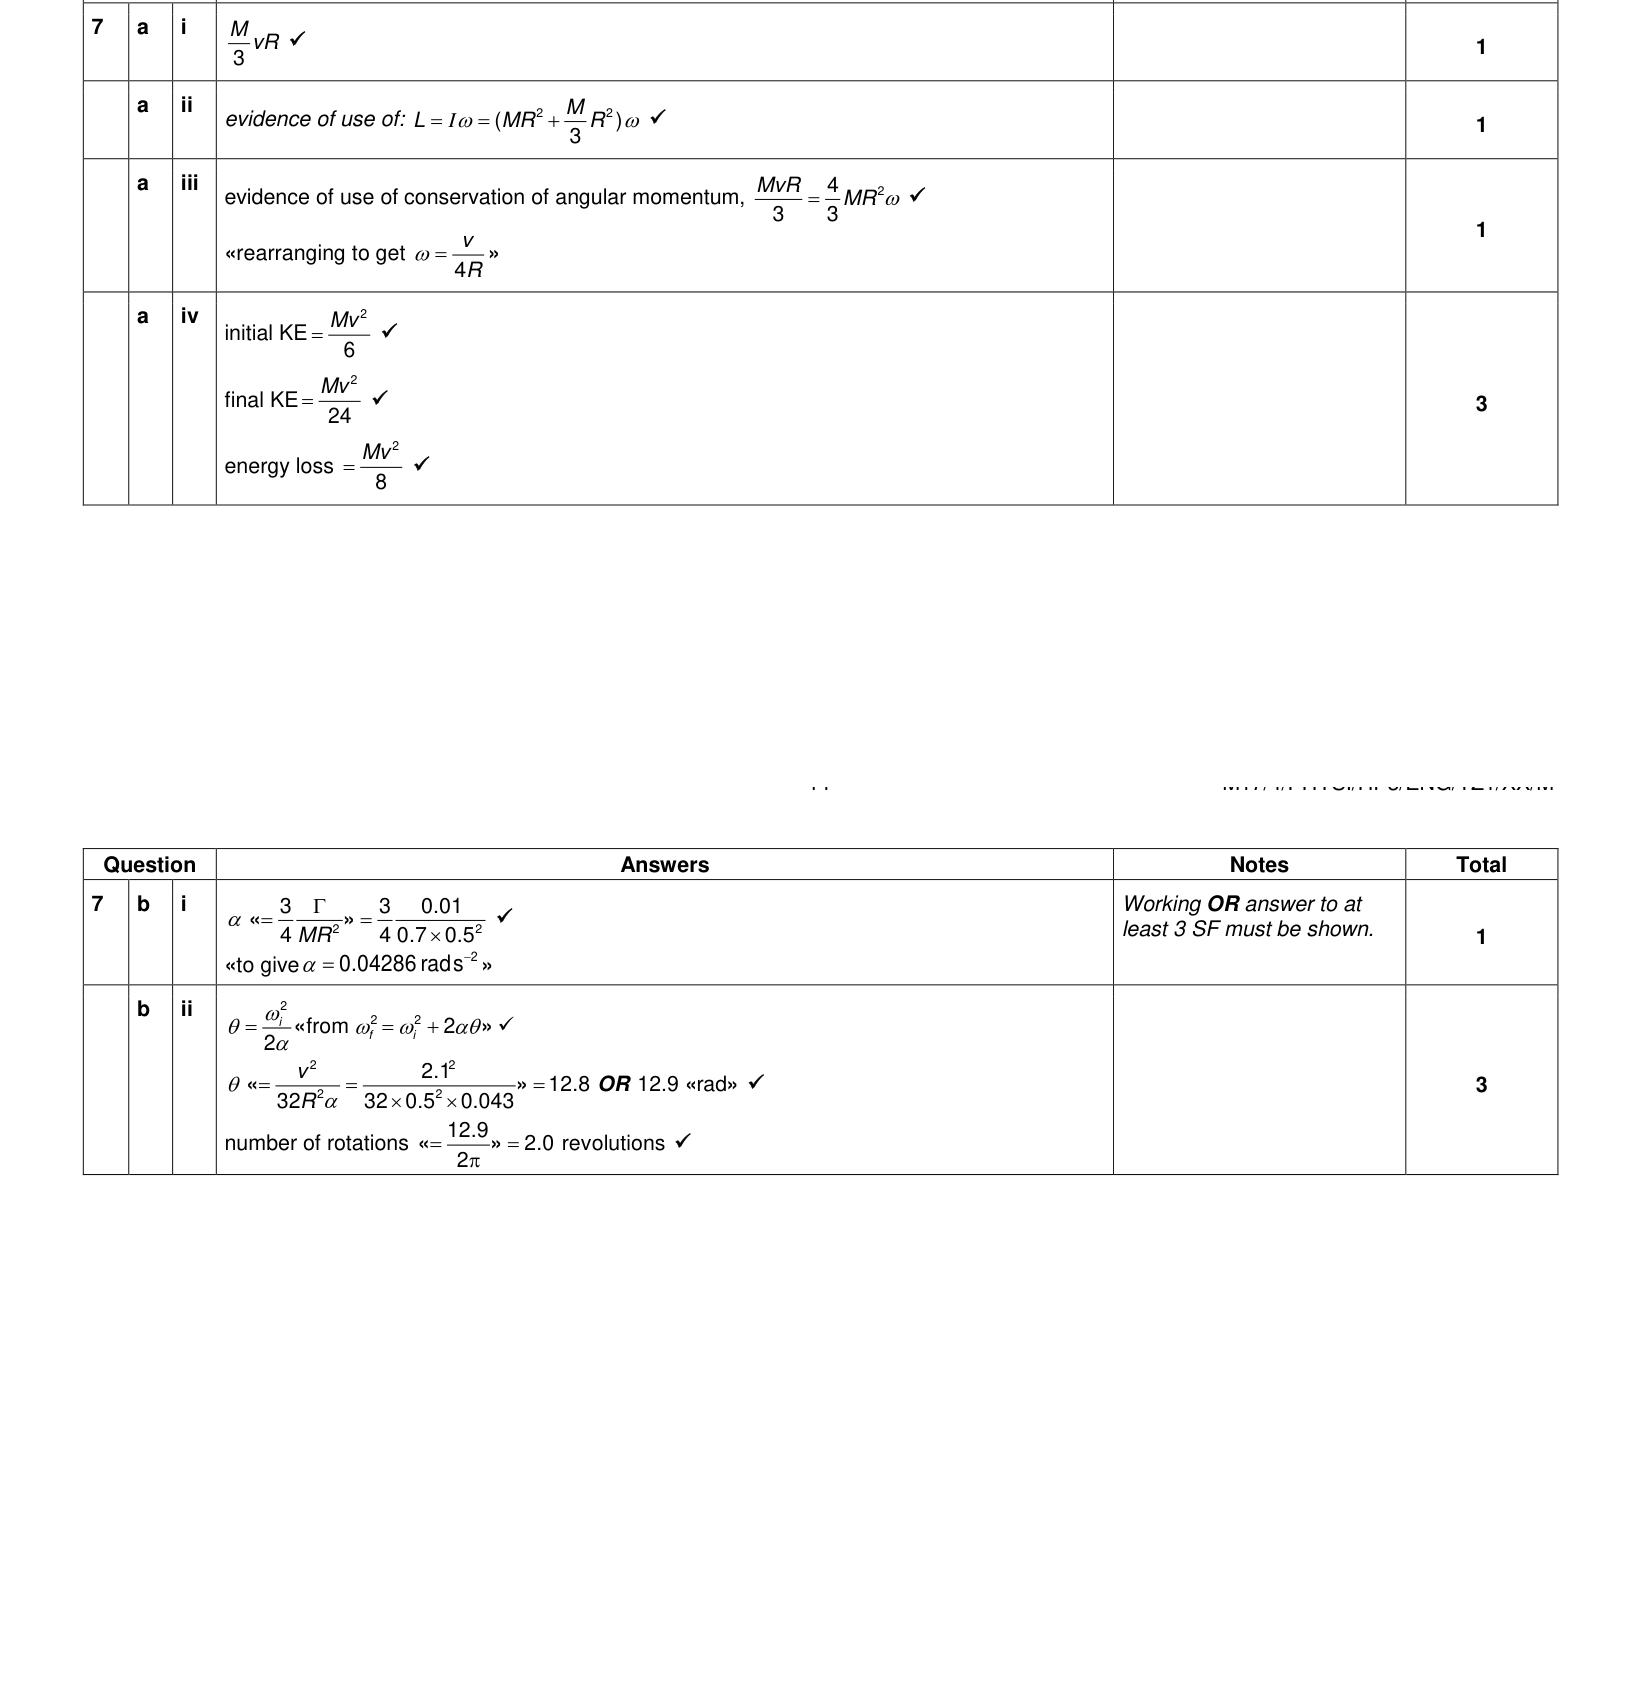 7 a i M/3 vR ✓ 1
a ii evidence of use of: L = Iω = (MR² + M/3 R²)ω ✓ 1
a iii evidence of use of conservation of angular momentum, MvR/3 = 4/3 MR²ω ✓ 1
«rearranging to get ω = v/4R»
a iv initial KE = Mv²/6 ✓
final KE = Mv²/24 ✓ 3
energy loss = Mv²/8 ✓
Question Answers Notes Total
7 b i α «= 3/4 Γ/MR²» = 3/4 0.01/0.7×0.5² ✓ Working OR answer to at
least 3 SF must be shown. 1
«to give α = 0.04286 rad s⁻²»
b ii θ = ωᵢ²/2α «from ω_f² = ωᵢ² + 2αθ» ✓
θ «= v²/32R²α = 2.1²/32×0.5²×0.043» = 12.8 OR 12.9 «rad» ✓ 3
number of rotations «= 12.9/2π» = 2.0 revolutions ✓